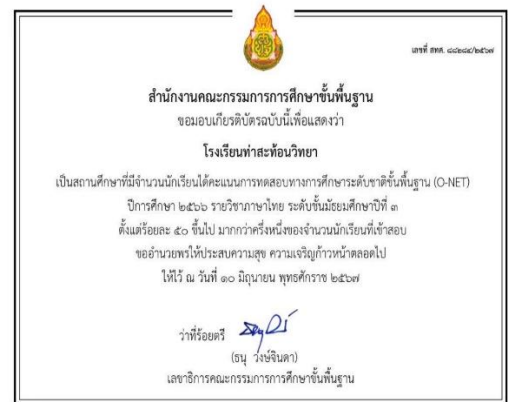 สำนักงานคณะกรรมการการศึกษาขั้นพื้นฐาน
ขอมอบเกียรติบัตรฉบับนี้เพื่อแสดงว่า
โรงเรียนท่าสะท้อนวิทยา
เป็นสถานศึกษาที่มีจำนวนนักเรียนได้คะแนนการทดสอบทางการศึกษาระดับชาติขั้นพื้นฐาน (O-NET)
ปีการศึกษา ๒๕๖๖ รายวิชาภาษาไทย ระดับชั้นมัธยมศึกษาปีที่ ๓
ตั้งแต่ร้อยละ ๕๐ ขึ้นไป มากกว่าครึ่งหนึ่งของจำนวนนักเรียนที่เข้าสอบ
ขออำนวยพรให้ประสบความสุข ความเจริญก้าวหน้าตลอดไป
ให้ไว้ ณ วันที่ ๑๐ มิถุนายน พุทธศักราช ๒๕๖๗
ว่าที่ร้อยตรี
(ธนุ วงษ์จินดา)
เลขาธิการคณะกรรมการการศึกษาขั้นพื้นฐาน